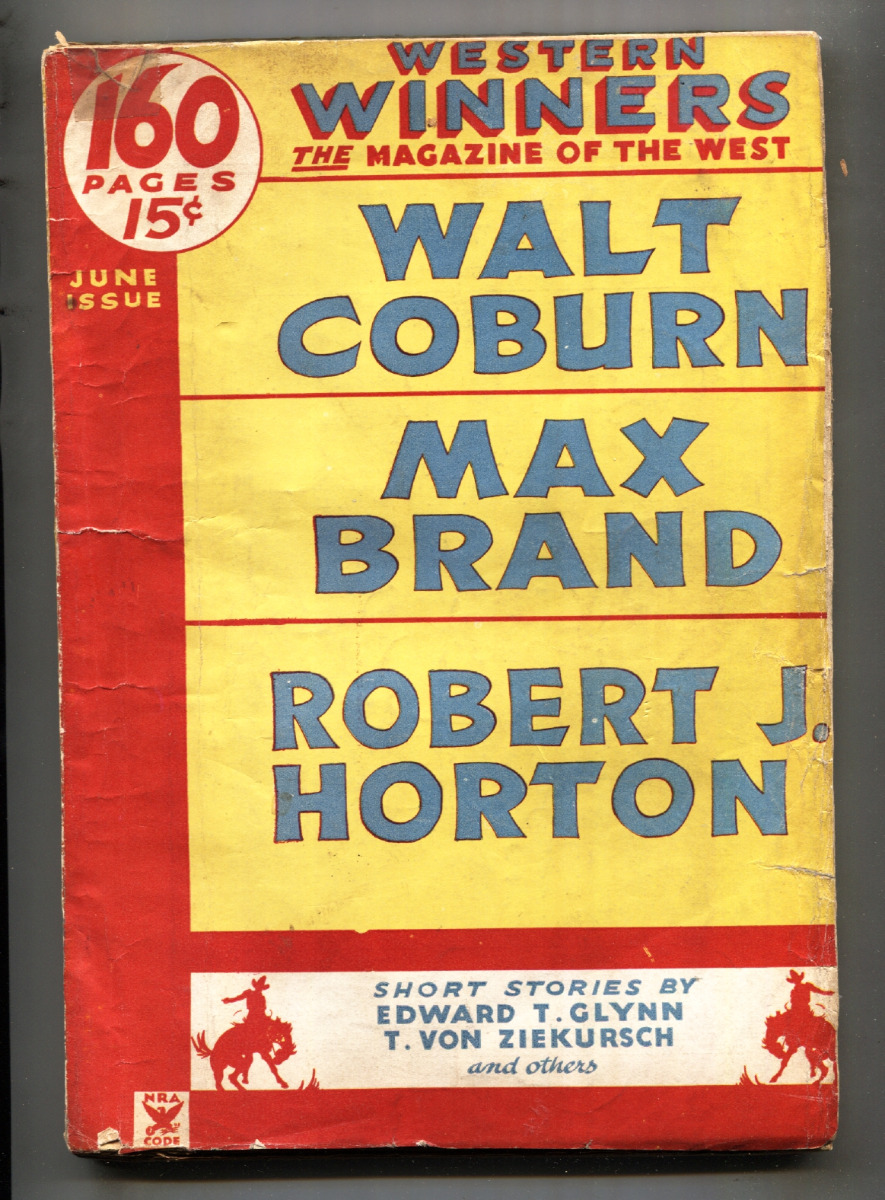 160
PAGES
15¢
JUNE
ISSUE
WESTERN
WINNERS
THE MAGAZINE OF THE WEST
WALT
COBURN
MAX
BRAND
ROBERT J.
HORTON
SHORT STORIES BY
EDWARD T. GLYNN
T. VON ZIEKURSCH
and others
NRA
CODE